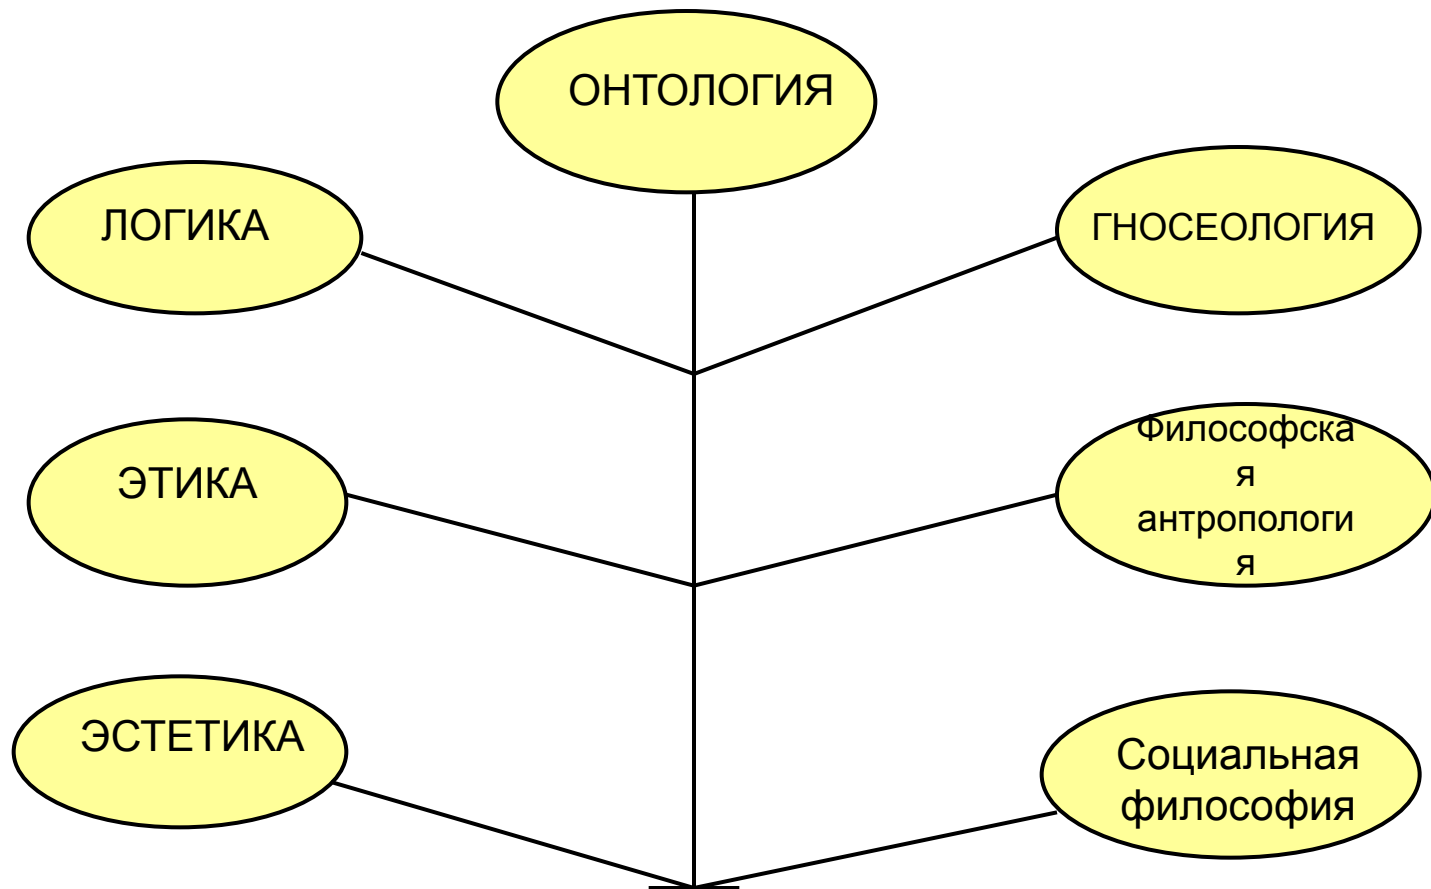 ОНТОЛОГИЯ
ЛОГИКА
ГНОСЕОЛОГИЯ
ЭТИКА
Философска
я
антропологи
я
ЭСТЕТИКА
Социальная
философия